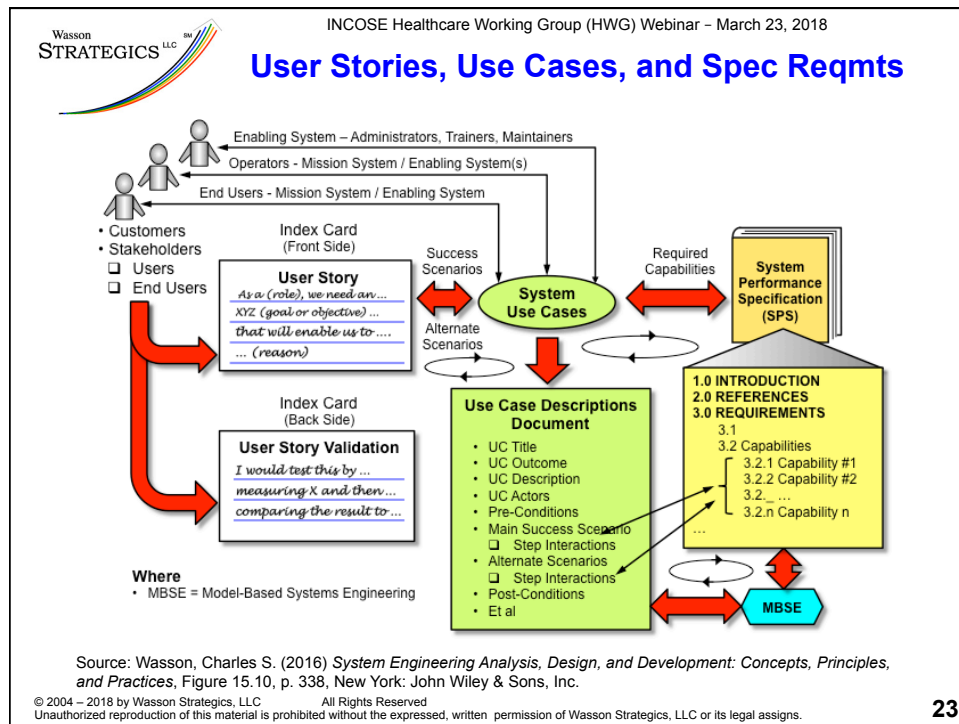 Wasson
STRATEGICS LLC SM
INCOSE Healthcare Working Group (HWG) Webinar – March 23, 2018
User Stories, Use Cases, and Spec Reqmts
Enabling System – Administrators, Trainers, Maintainers
Operators - Mission System / Enabling System(s)
End Users - Mission System / Enabling System
• Customers
• Stakeholders
❑ Users
❑ End Users
Index Card
(Front Side)
User Story
As a (role), we need an ...
XYZ (goal or objective) ...
that will enable us to ....
... (reason)
Success
Scenarios
Alternate
Scenarios
System
Use Cases
Required
Capabilities
System
Performance
Specification
(SPS)
Index Card
(Back Side)
User Story Validation
I would test this by ...
measuring X and then ...
comparing the result to ...
Use Case Descriptions
Document
• UC Title
• UC Outcome
• UC Description
• UC Actors
• Pre-Conditions
• Main Success Scenario
❑ Step Interactions
• Alternate Scenarios
❑ Step Interactions
• Post-Conditions
• Et al
1.0 INTRODUCTION
2.0 REFERENCES
3.0 REQUIREMENTS
3.1
3.2 Capabilities
3.2.1 Capability #1
3.2.2 Capability #2
3.2._ ...
3.2.n Capability n
...
MBSE
Where
• MBSE = Model-Based Systems Engineering
Source: Wasson, Charles S. (2016) System Engineering Analysis, Design, and Development: Concepts, Principles,
and Practices, Figure 15.10, p. 338, New York: John Wiley & Sons, Inc.
© 2004 – 2018 by Wasson Strategics, LLC All Rights Reserved
Unauthorized reproduction of this material is prohibited without the expressed, written permission of Wasson Strategics, LLC or its legal assigns.
23